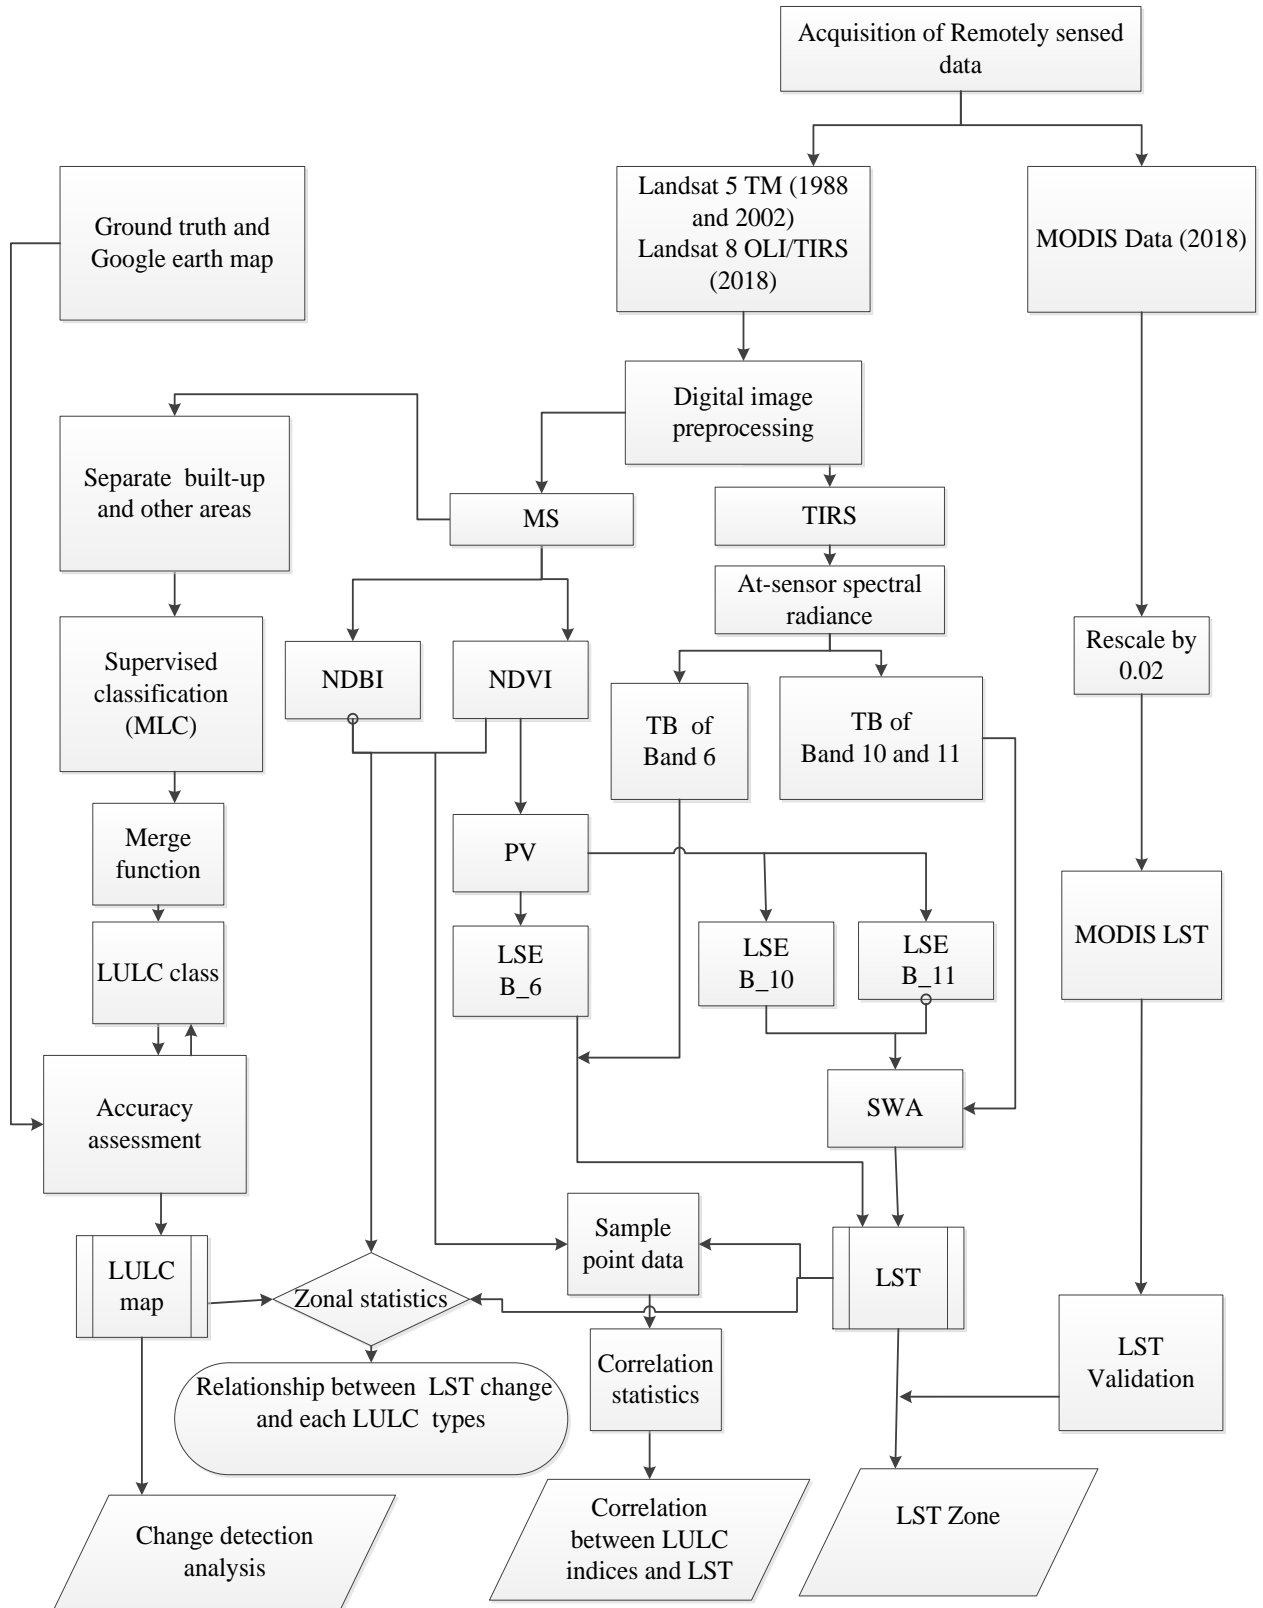 Acquisition of Remotely sensed
data
Landsat 5 TM (1988
and 2002)
Landsat 8 OLI/TIRS
(2018)
MODIS Data (2018)
Ground truth and
Google earth map
Digital image
preprocessing
Separate built-up
and other areas
MS
TIRS
At-sensor spectral
radiance
Rescale by
0.02
Supervised
classification
(MLC)
NDBI
NDVI
TB of
Band 6
TB of
Band 10 and 11
Merge
function
PV
LULC class
LSE
B_6
LSE
B_10
LSE
B_11
MODIS LST
Accuracy
assessment
SWA
Sample
point data
LULC
map
Zonal statistics
LST
LST
Validation
Relationship between LST change
and each LULC types
Correlation
statistics
Change detection
analysis
Correlation
between LULC
indices and LST
LST Zone